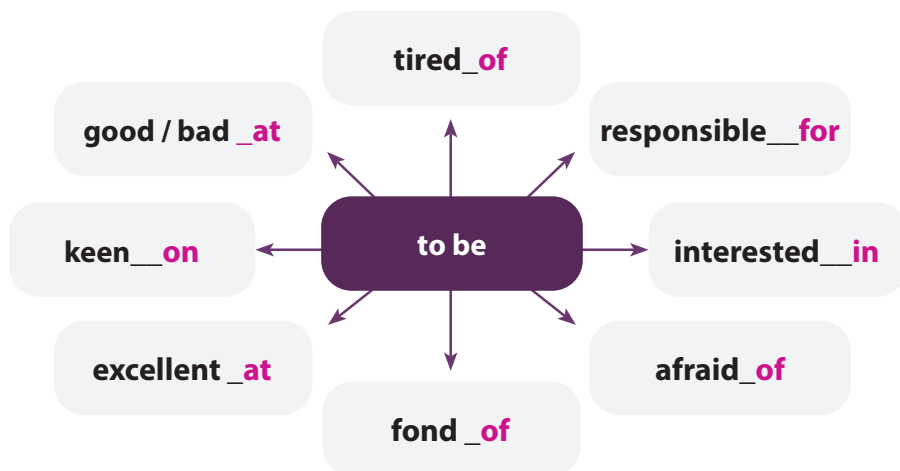 tired_of
good / bad _at
responsible__for
keen__on
to be
interested__in
excellent _at
afraid_of
fond _of